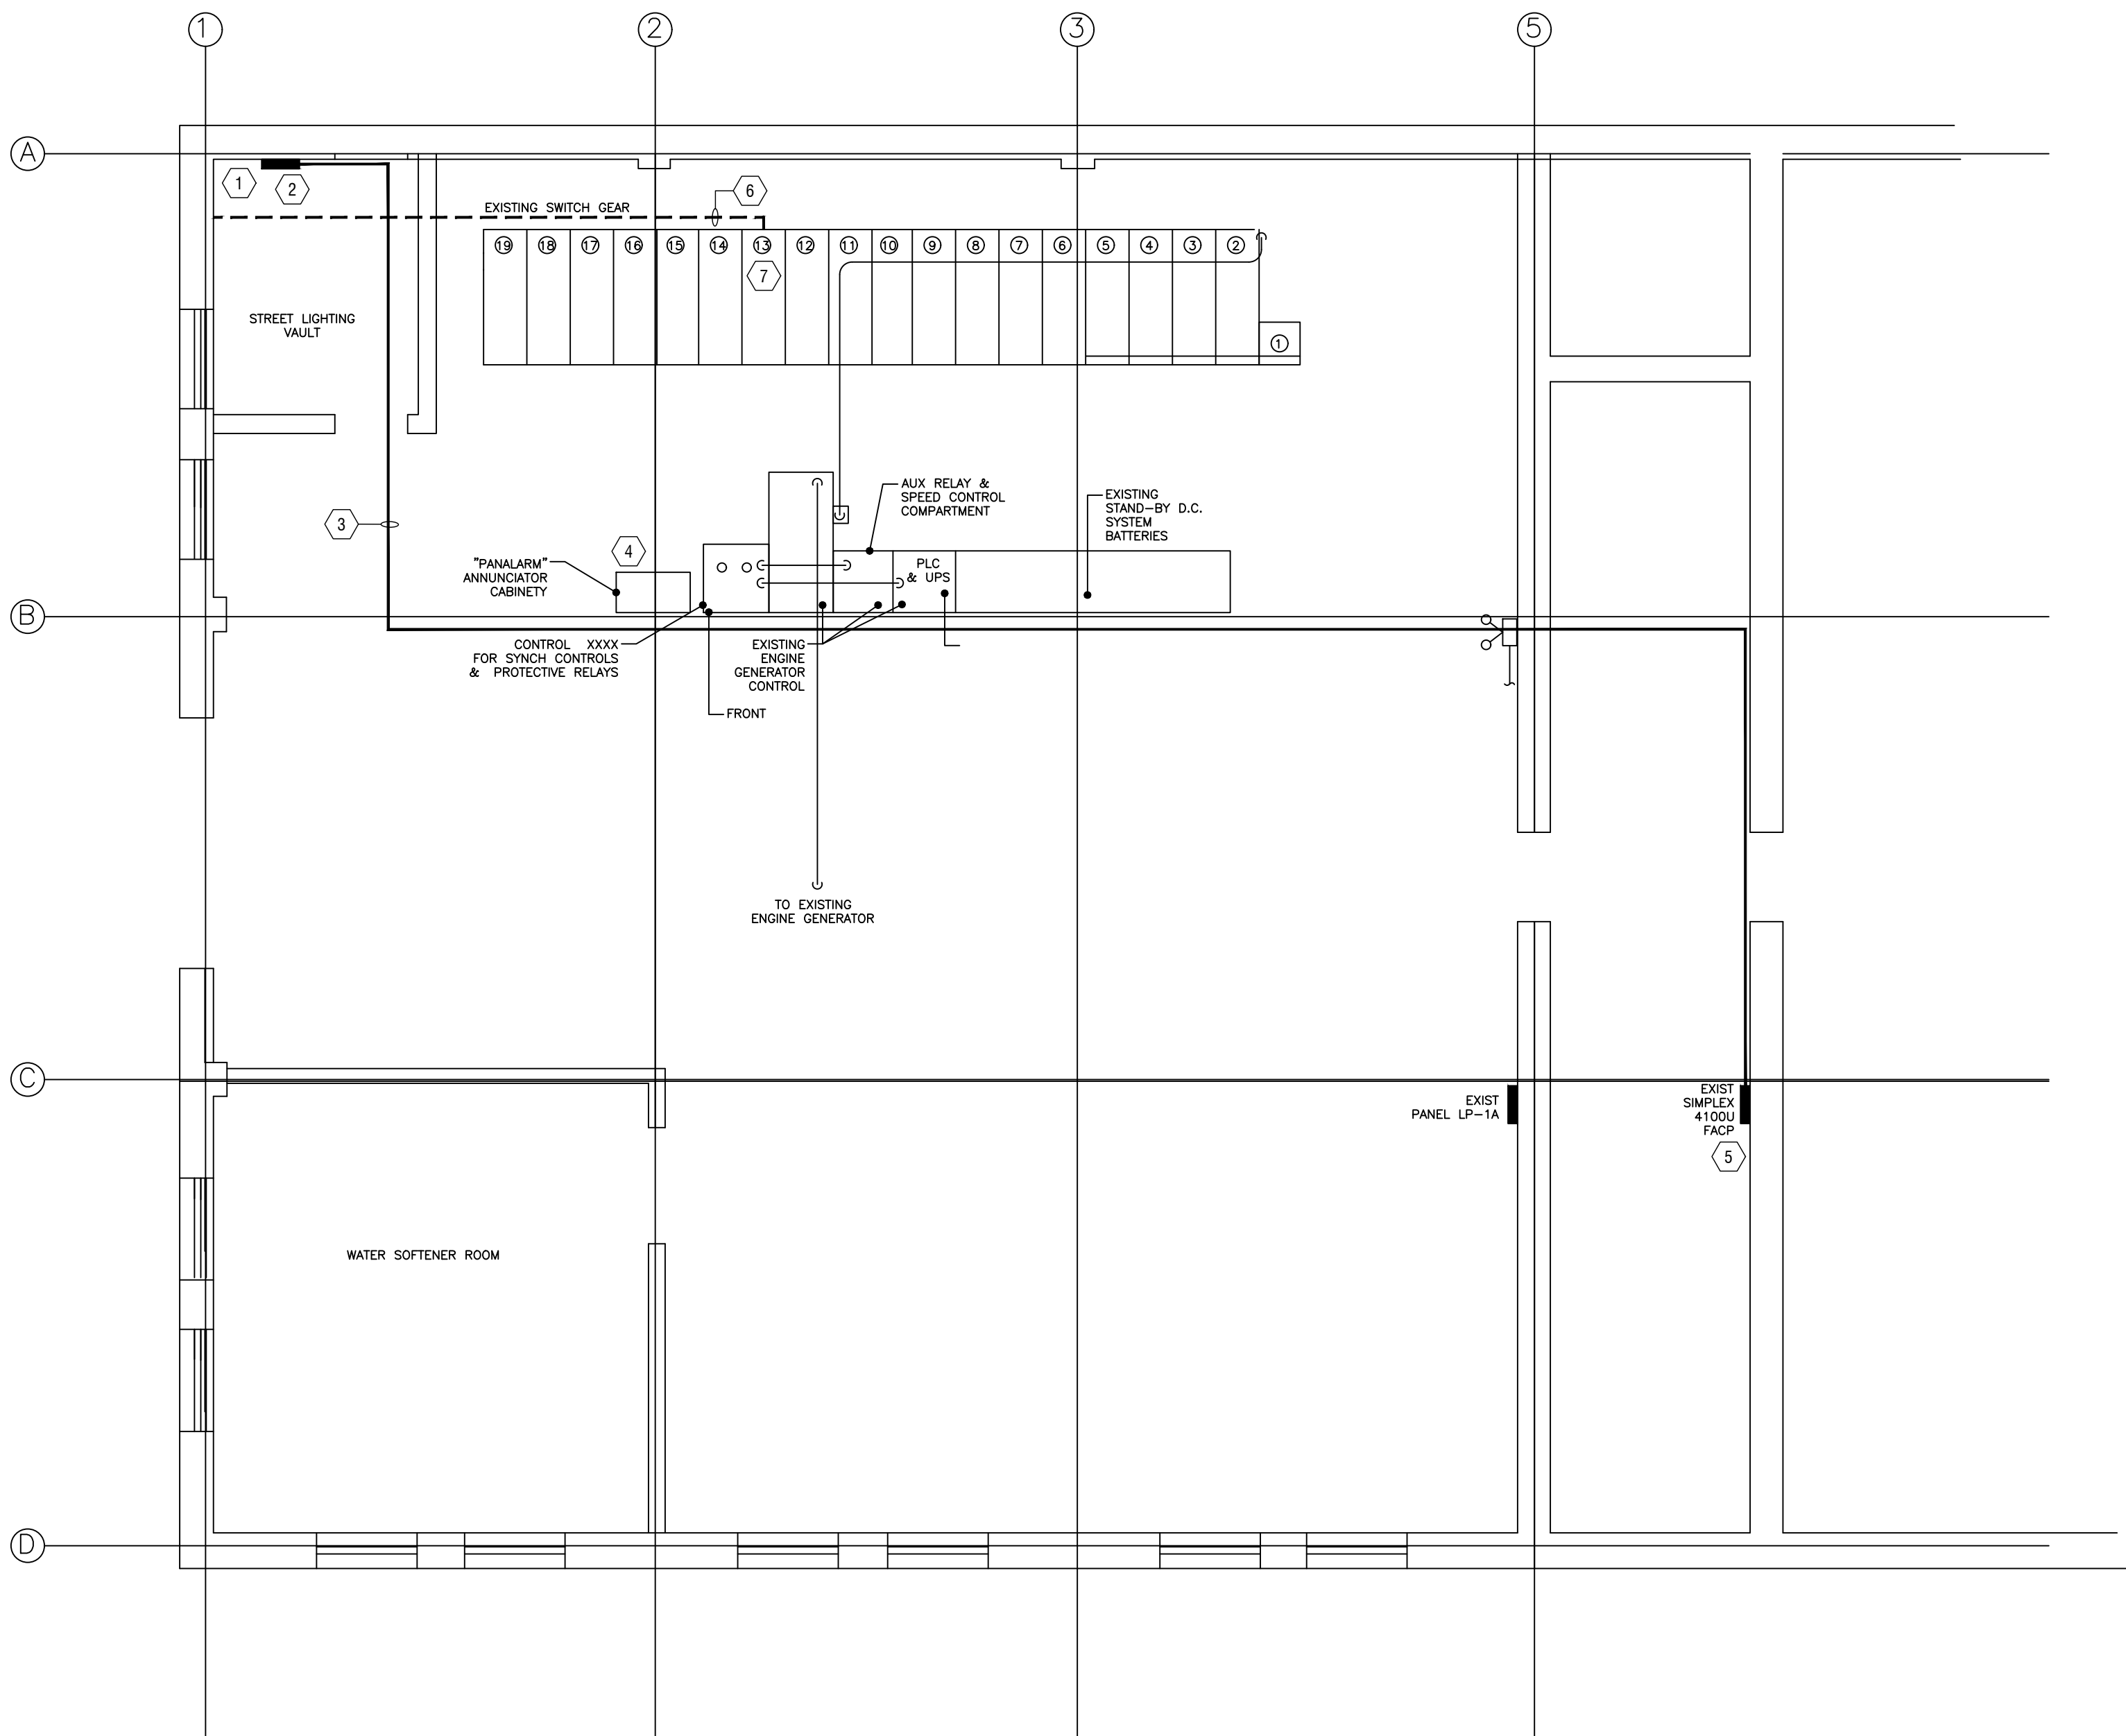 1
2
3
5
A
1
2
6
EXISTING SWITCH GEAR
19
18
17
16
15
14
13
12
11
10
9
8
7
6
5
4
3
2
7
STREET LIGHTING
VAULT
1
AUX RELAY &
SPEED CONTROL
COMPARTMENT
EXISTING
STAND-BY D.C.
SYSTEM
BATTERIES
3
4
"PANALARM"
ANNUNCIATOR
CABINETY
PLC
& UPS
B
CONTROL XXXX
FOR SYNCH CONTROLS
& PROTECTIVE RELAYS
EXISTING
ENGINE
GENERATOR
CONTROL
FRONT
TO EXISTING
ENGINE GENERATOR
C
EXIST
PANEL LP-1A
EXIST
SIMPLEX
4100U
FACP
5
WATER SOFTENER ROOM
D